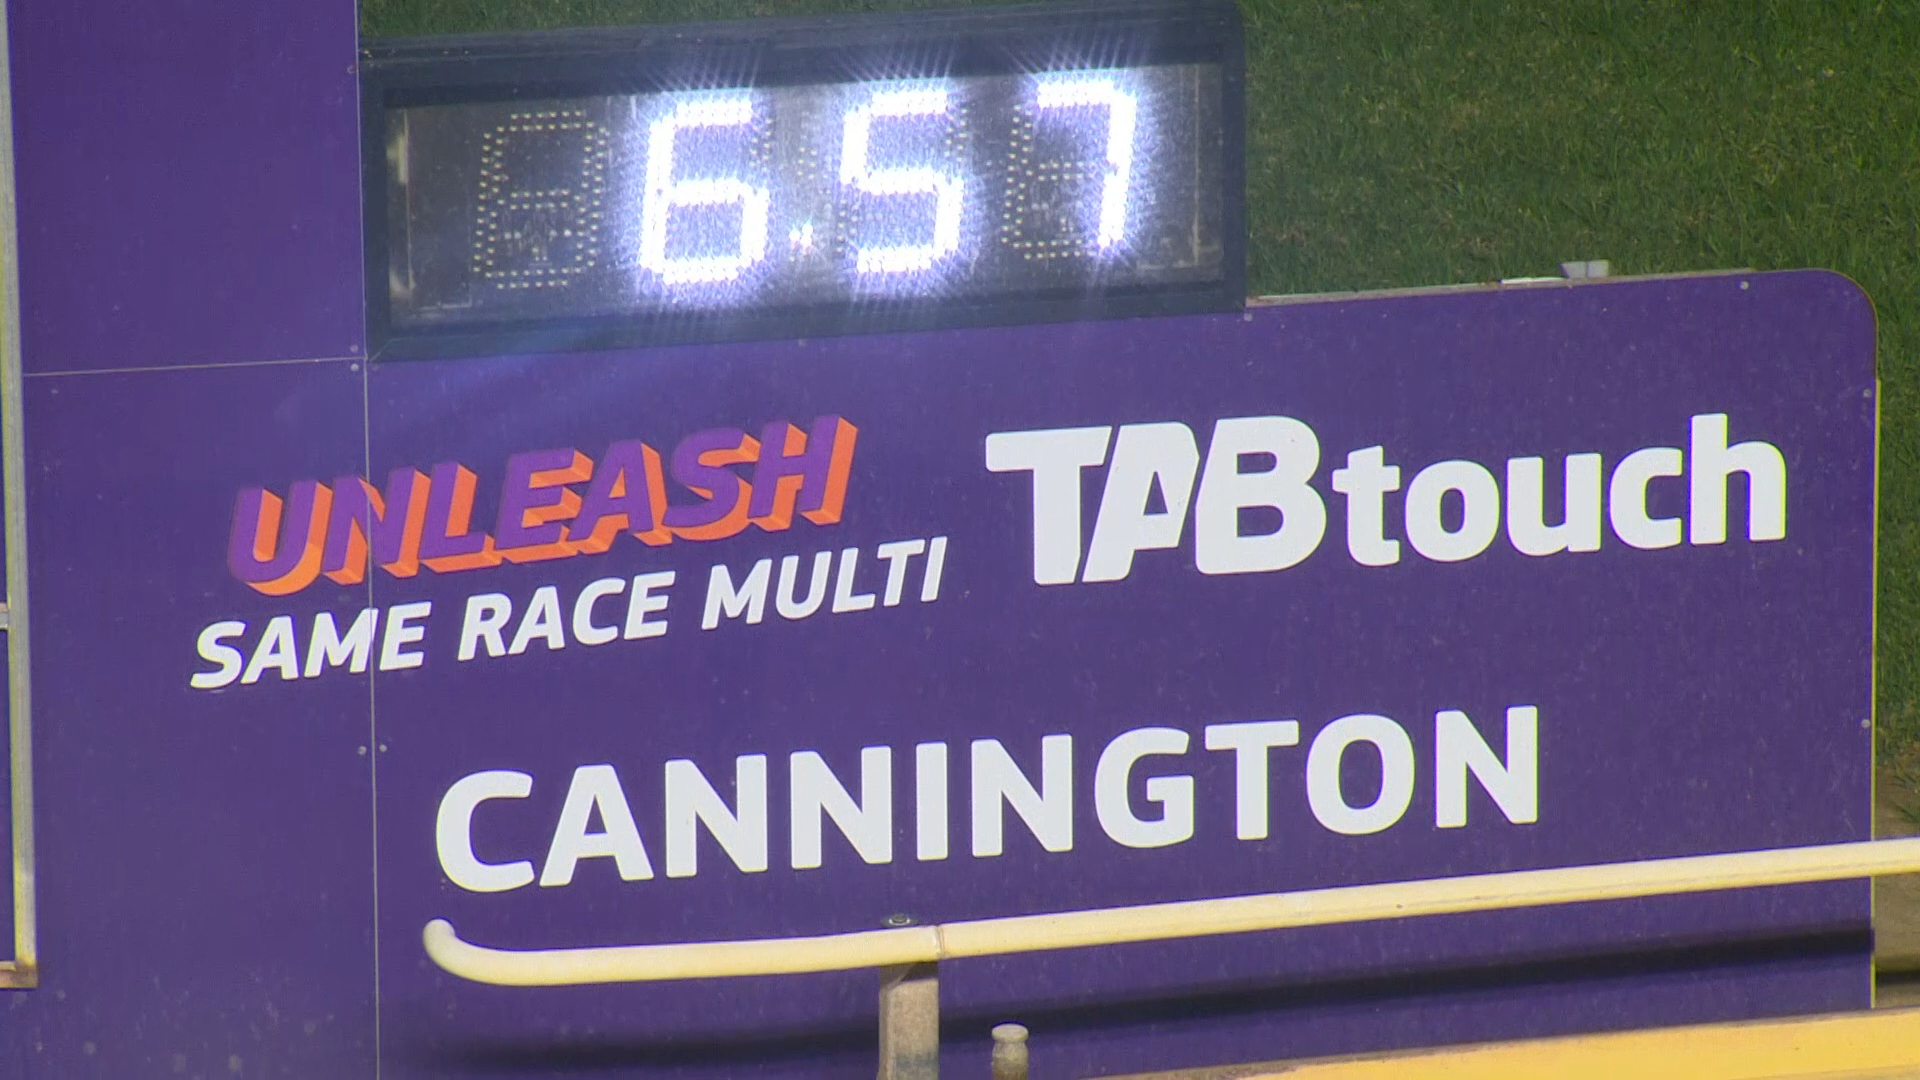 6.57
UNLEASH
SAME RACE MULTI
TABtouch
CANNINGTON